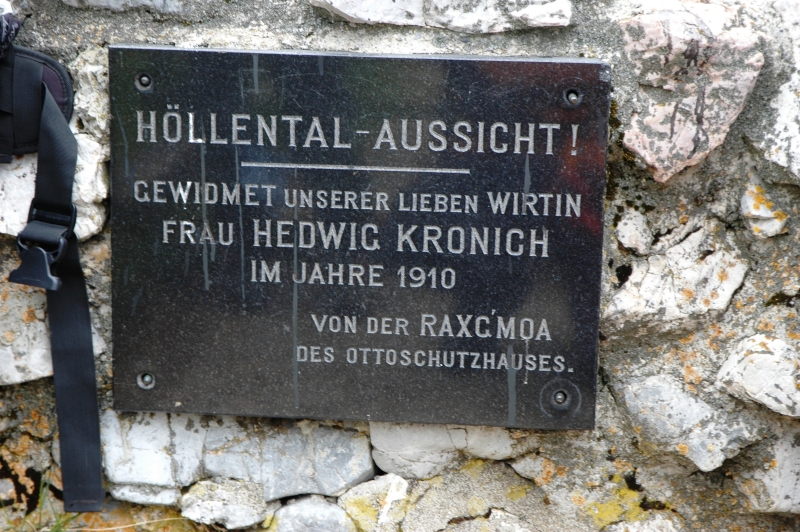 HÖLLENTAL-AUSSICHT!
GEWIDMET UNSERER LIEBEN WIRTIN
FRAU HEDWIG KRONICH
IM JAHRE 1910
VON DER RAXG'MOA
DES OTTOSCHUTZHAUSES.